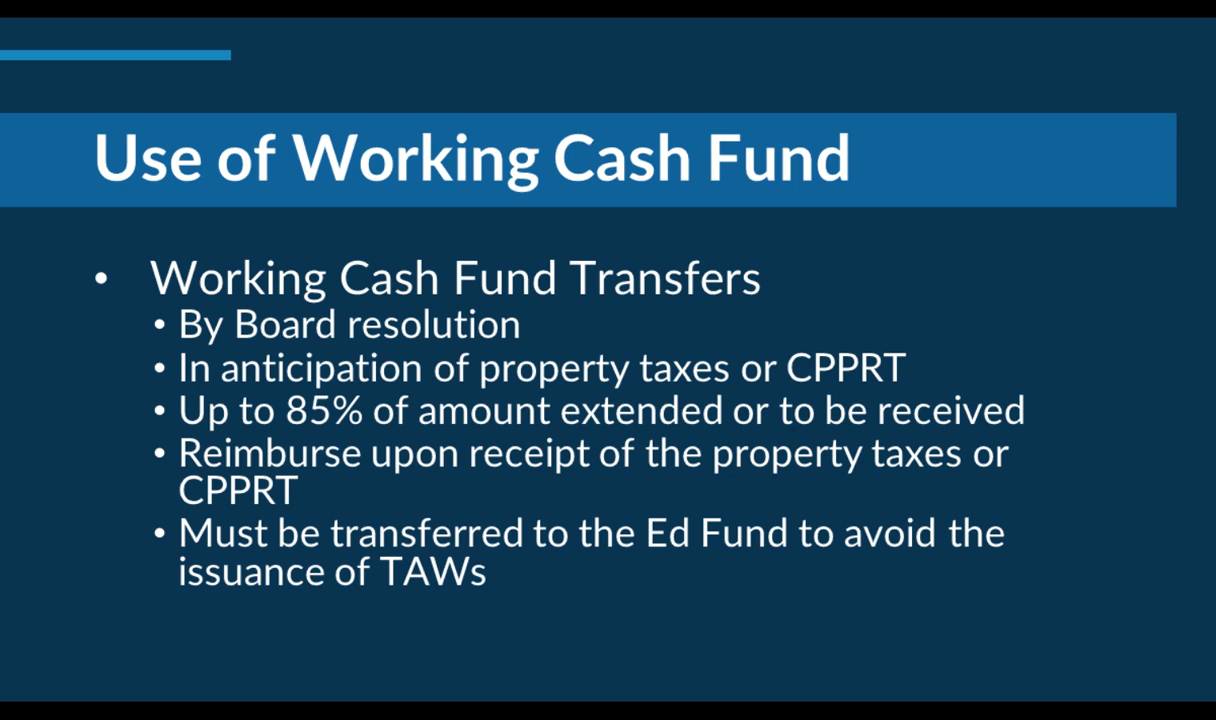 Use of Working Cash Fund
• Working Cash Fund Transfers
• By Board resolution
• In anticipation of property taxes or CPPRT
• Up to 85% of amount extended or to be received
• Reimburse upon receipt of the property taxes or
CPPRT
• Must be transferred to the Ed Fund to avoid the
issuance of TAWs